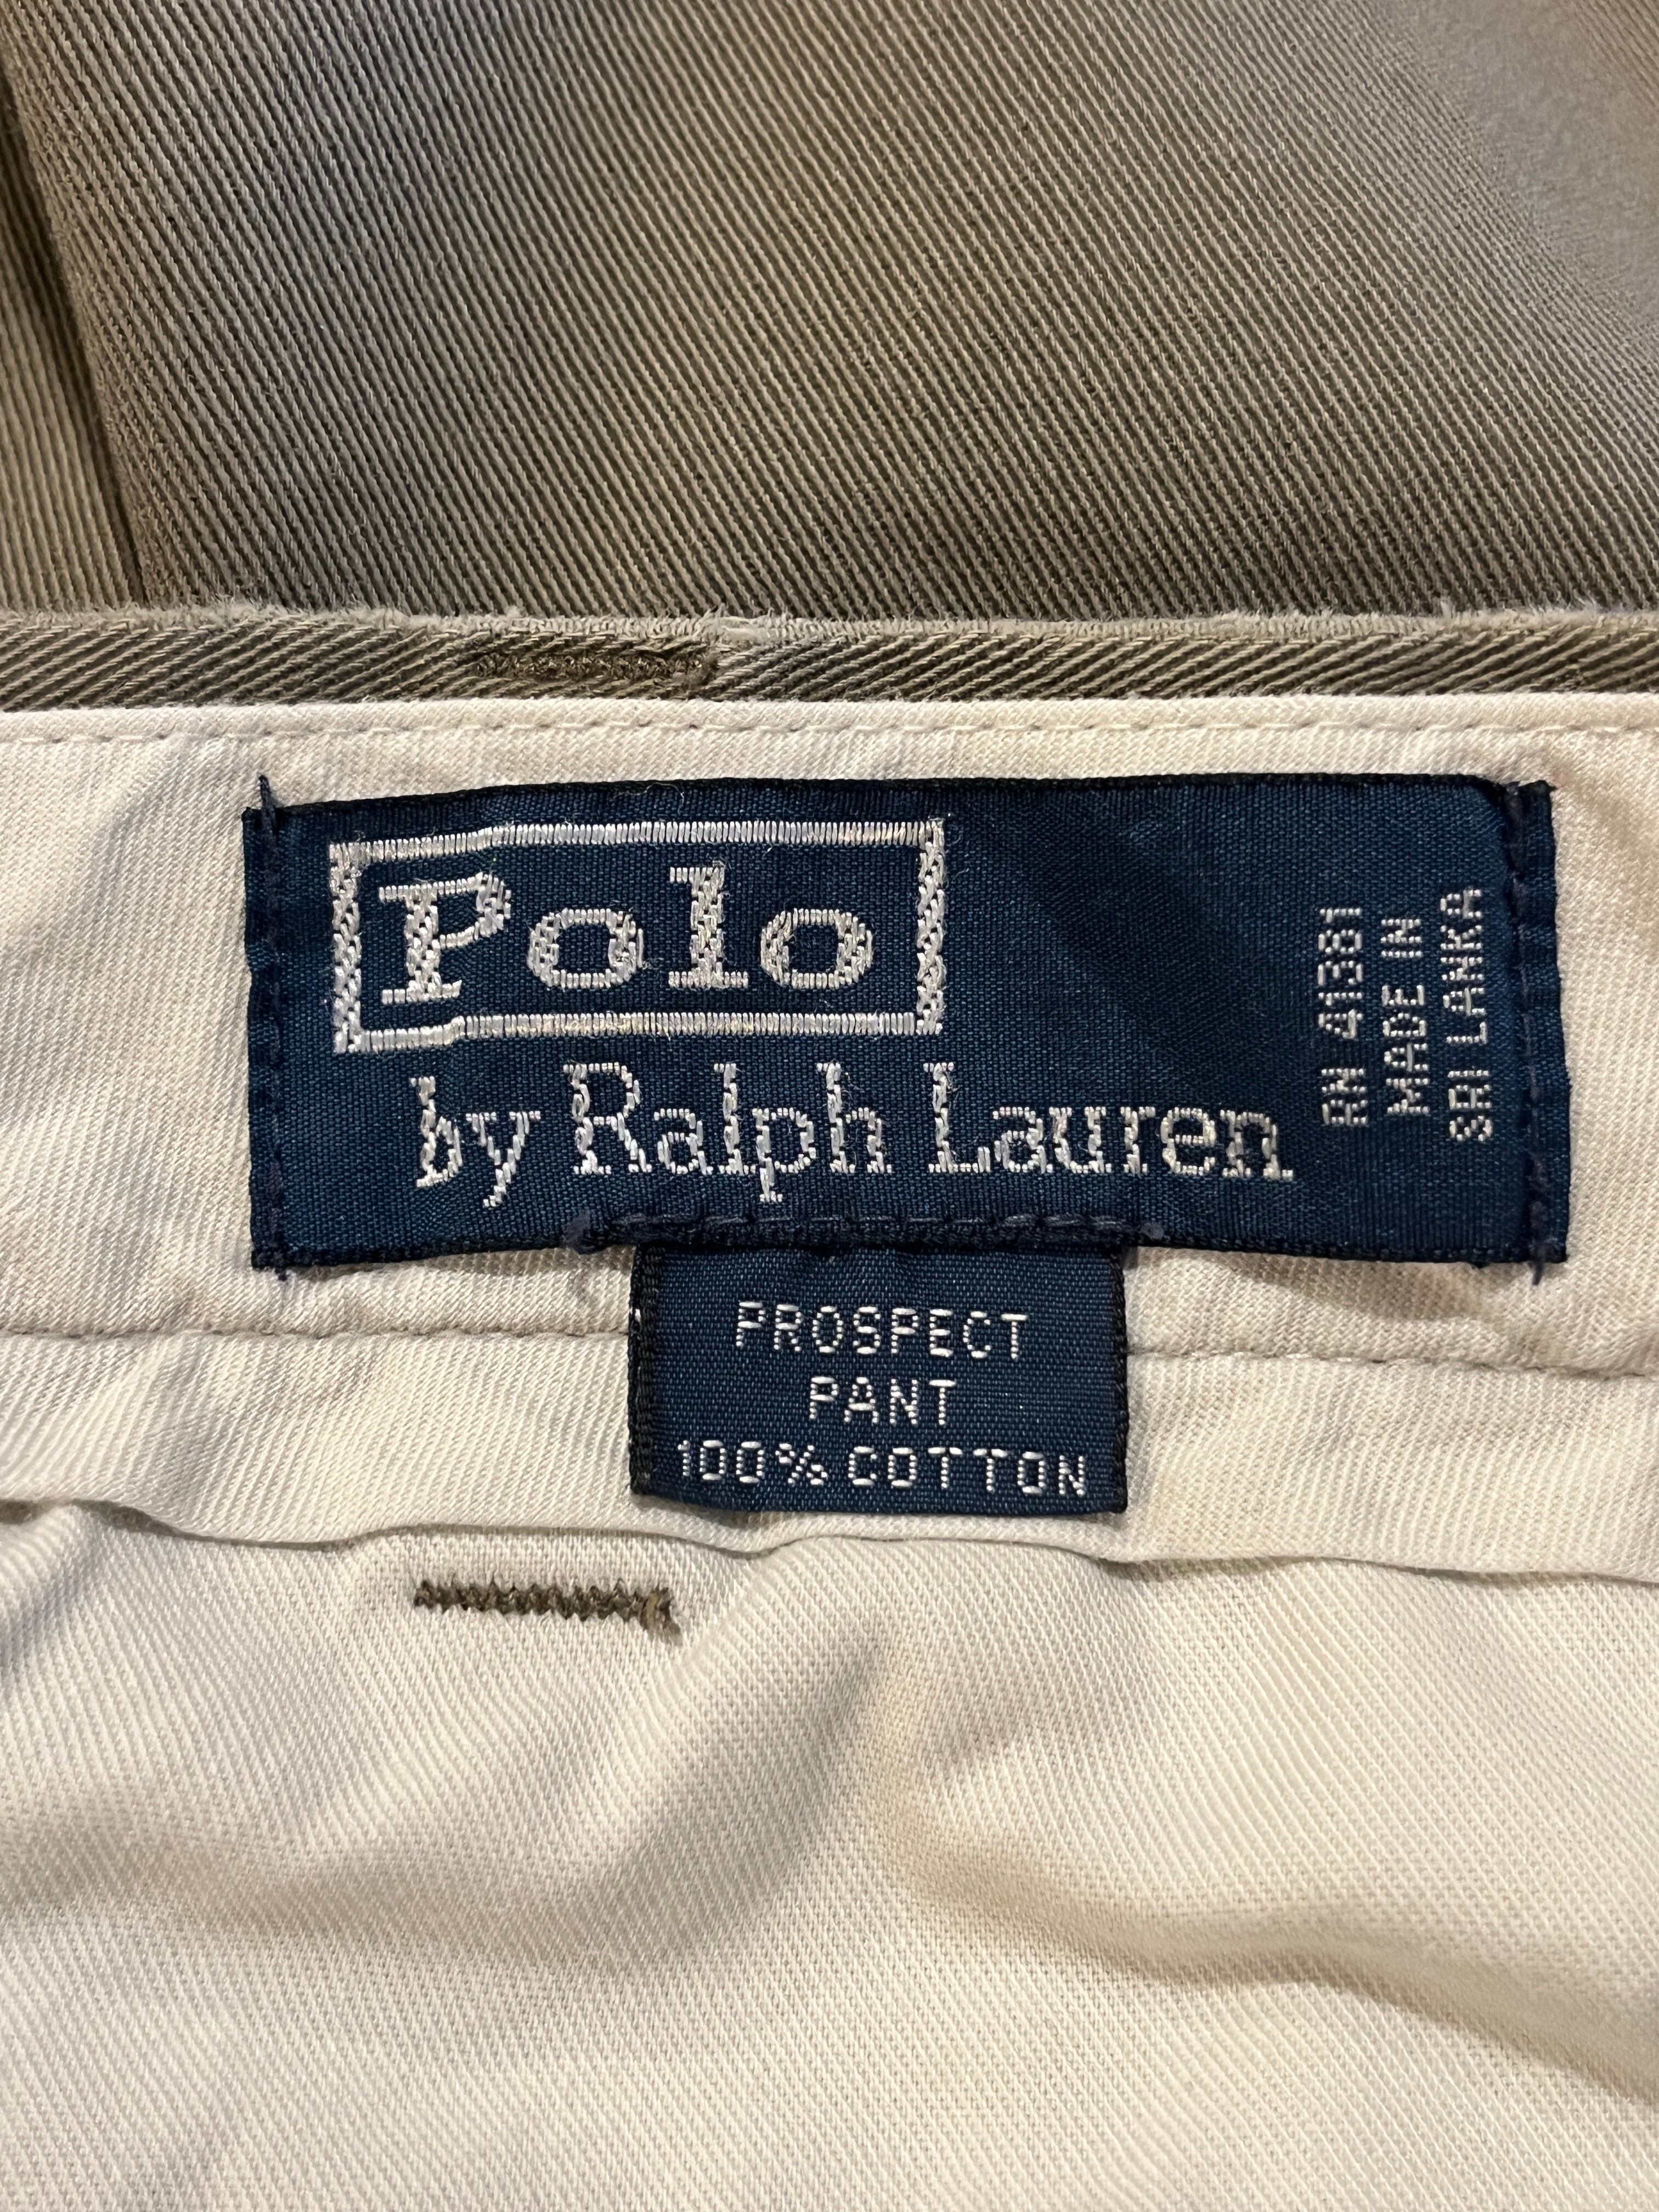 Polo
by Ralph Lauren
RN 41381
MADE IN
SRI LANKA
PROSPECT
PANT
100% COTTON